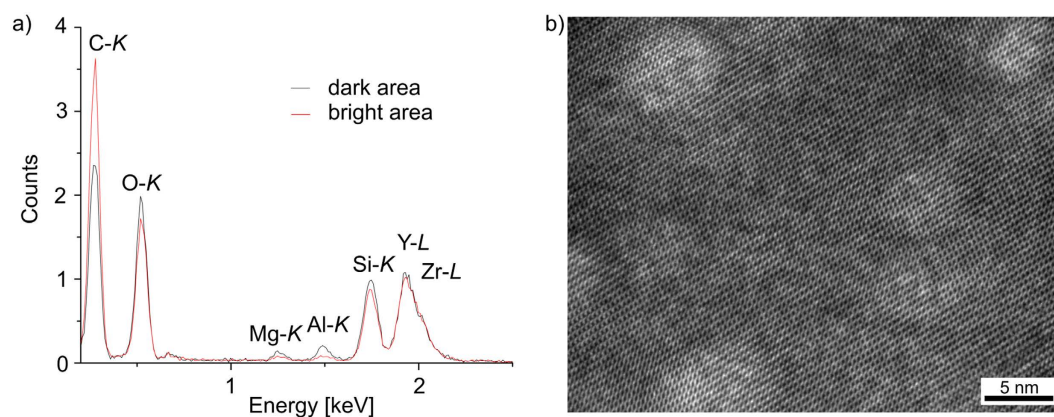 a)
4
3
2
1
0
Counts
C-K
O-K
Mg-K
Al-K
Si-K
Y-L
Zr-L
dark area
bright area
1
2
Energy [keV]
b)
5 nm